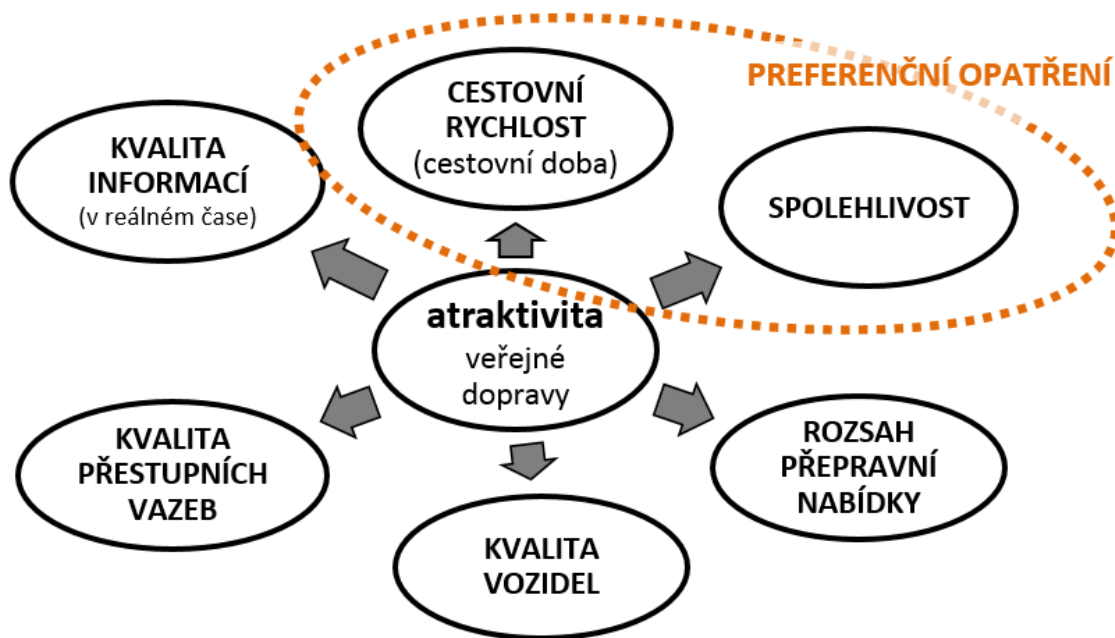 PREFERENČNÍ OPATŘENÍ
CESTOVNÍ
RYCHLOST
(cestovní doba)
KVALITA
INFORMACÍ
(v reálném čase)
SPOLEHLIVOST
atraktivita
veřejné
dopravy
KVALITA
PŘESTUPNÍCH
VAZEB
ROZSAH
PŘEPRAVNÍ
NABÍDKY
KVALITA
VOZIDEL